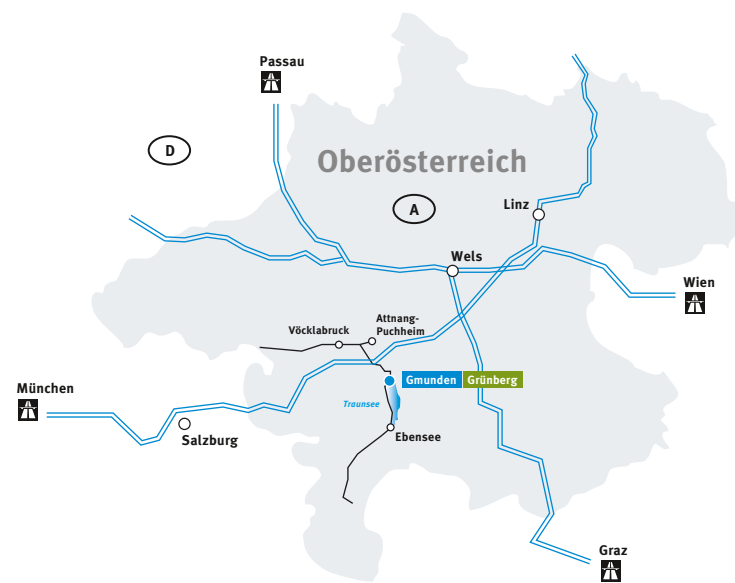 Passau
D
Oberösterreich
A
Linz
Wels
Wien
Attnang-
Puchheim
Vöcklabruck
Gmunden
Grünberg
München
Traunsee
Salzburg
Ebensee
Graz